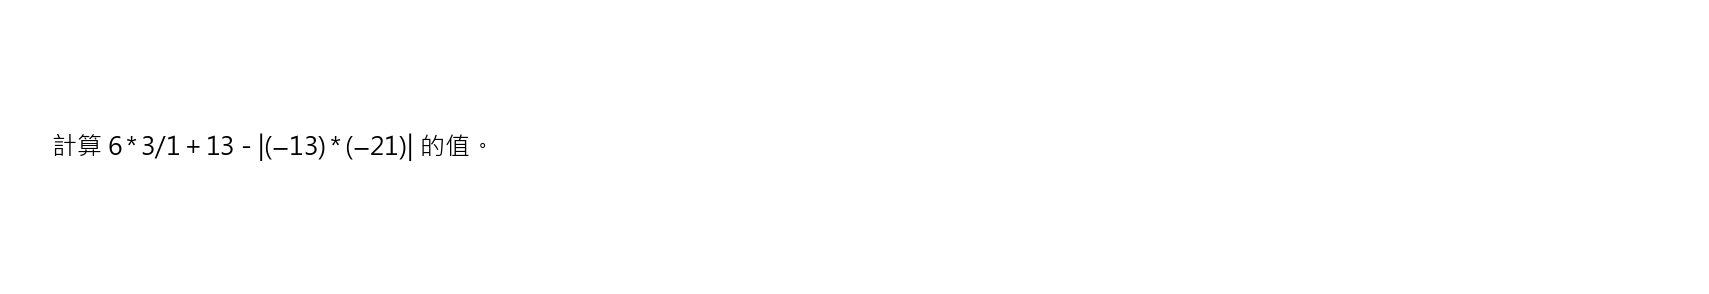 計算 6 * 3/1 + 13 - |(−13) * (−21)| 的值。